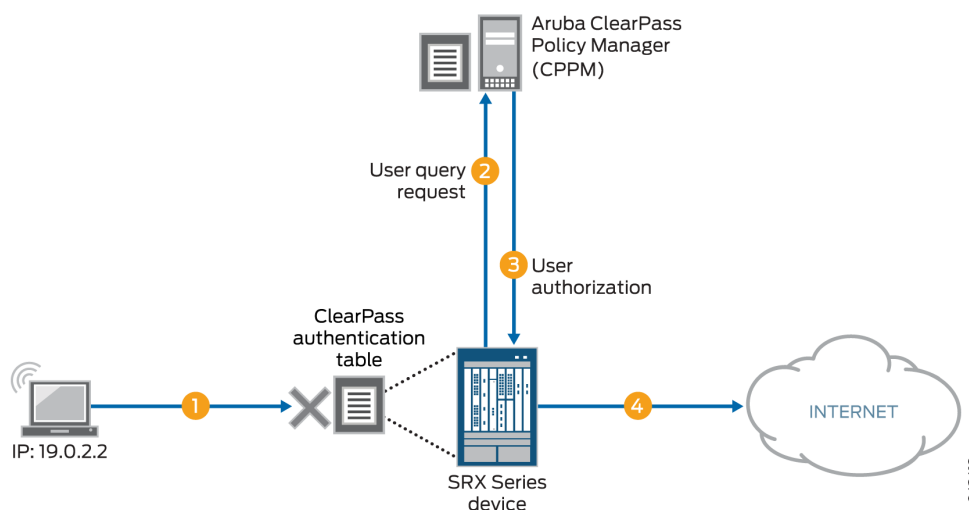 Aruba ClearPass
Policy Manager
(CPPM)
User query
request
2
3
User
authorization
ClearPass
authentication
table
1
4
INTERNET
IP: 19.0.2.2
SRX Series
device